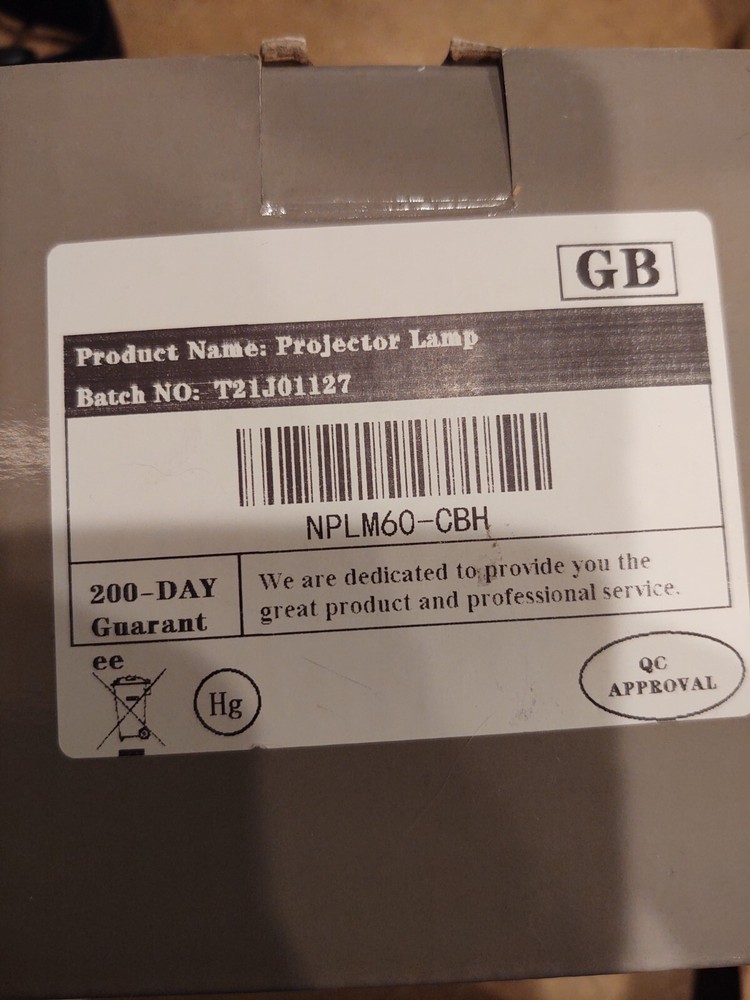 GB
Product Name: Projector Lamp
Batch NO: T21J01127
NPLM60-CBH
200-DAY
Guarant
We are dedicated to provide you the
great product and professional service.
ee
Hg
QC
APPROVAL